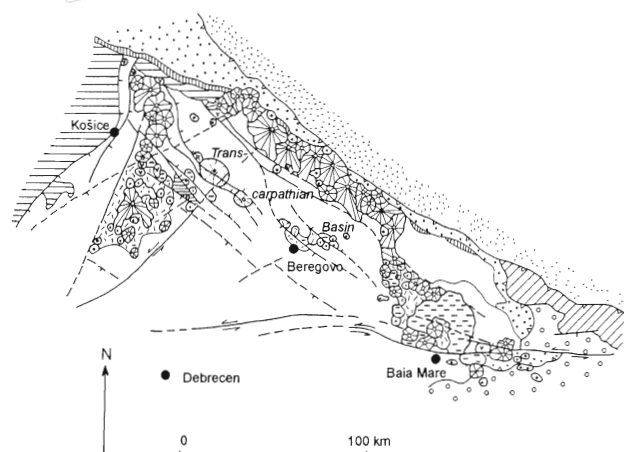 Košice
Trans-
carpathian
Basin
Beregovo
N
Baia Mare
Debrecen
0 100 km